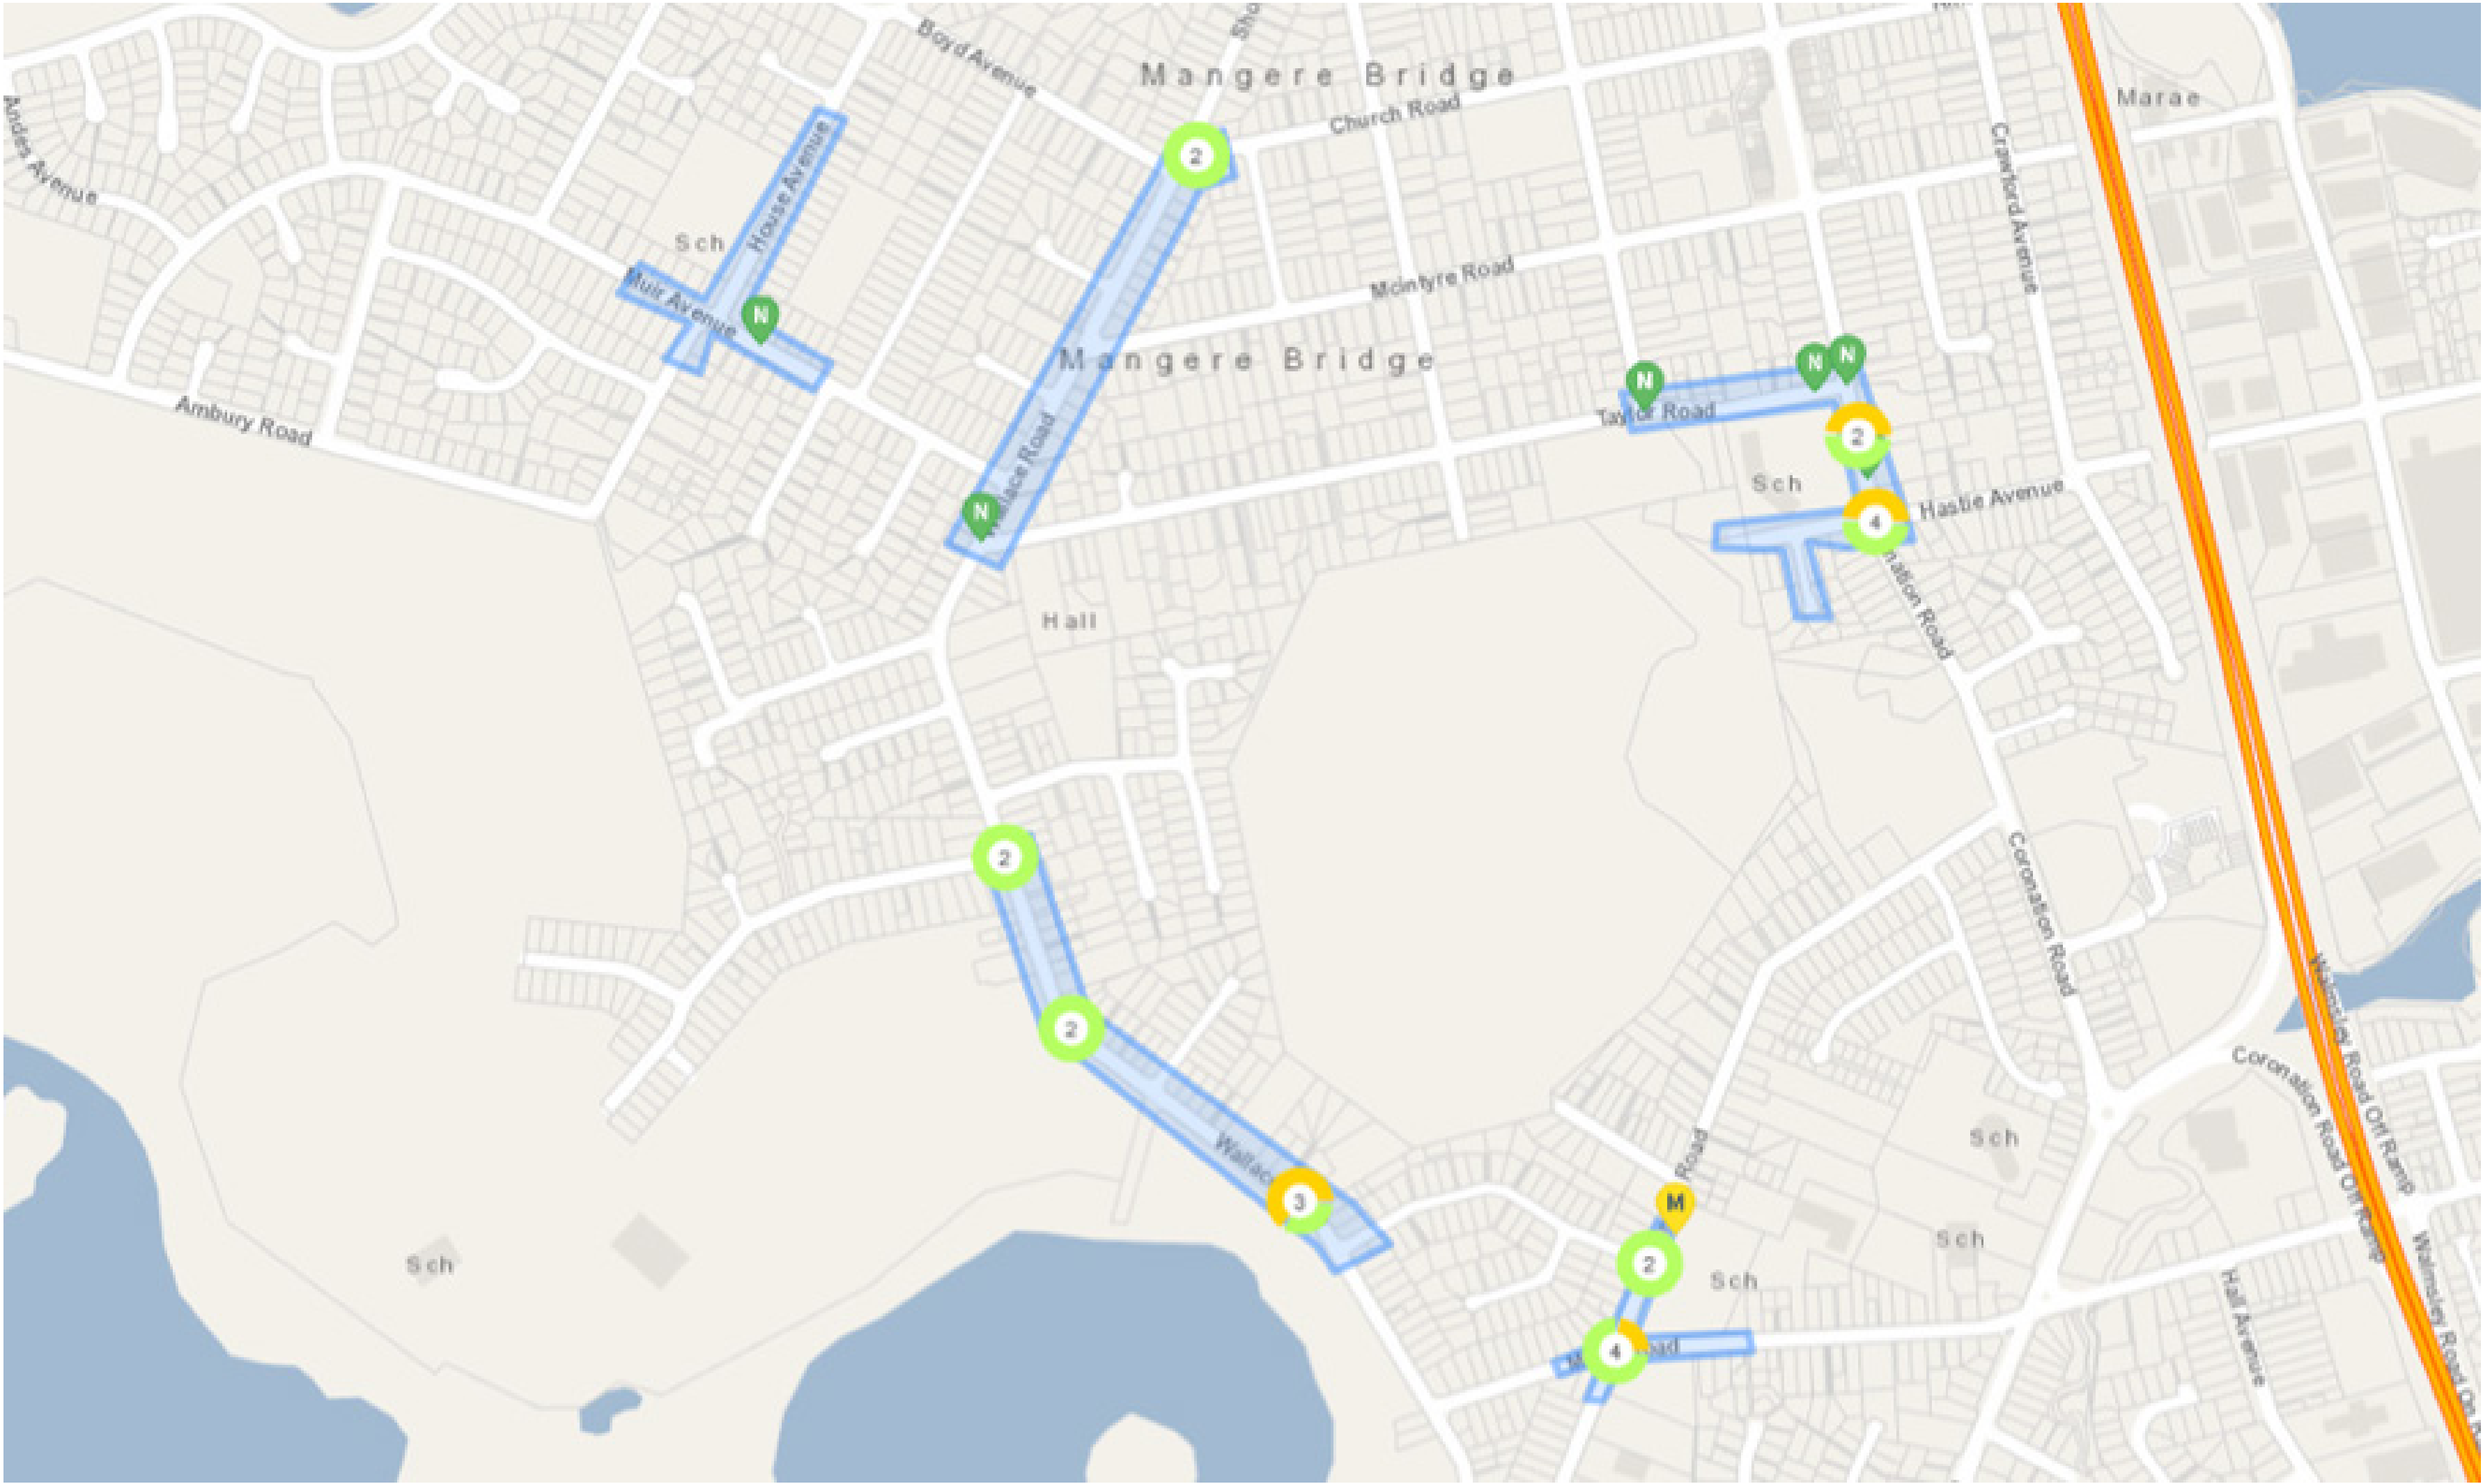 Boyd Avenue
Mangere Bridge
Church Road
Marae
Andes Avenue
House Avenue
2
Crawford Avenue
Sch
Muir Avenue
N
Mcintyre Road
Mangere Bridge
N
N
N
Ambury Road
Taylor Road
2
Wallace Road
N
Sch
Hastie Avenue
4
nation Road
Hall
2
Coronation Road
2
Walmsley Road Off Ramp
Coronation Road Off Ramp
Wallace
3
Road
M
Sch
Sch
Sch
2
Sch
Hall Avenue
Walmsley Road On
4
M
oad